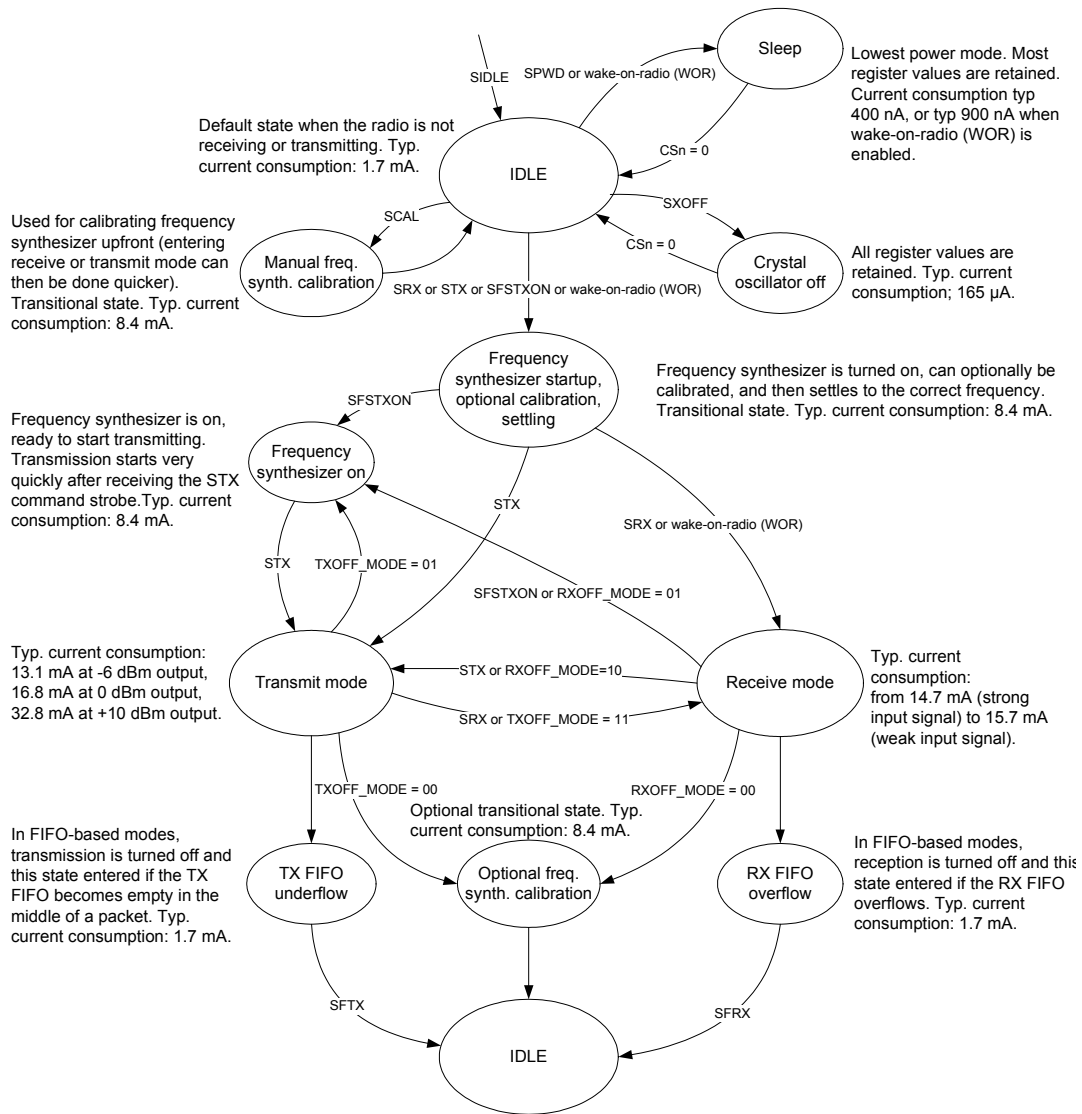 Sleep
Lowest power mode. Most
register values are retained.
Current consumption typ
400 nA, or typ 900 nA when
wake-on-radio (WOR) is
enabled.
SIDLE
SPWD or wake-on-radio (WOR)
Default state when the radio is not
receiving or transmitting. Typ.
current consumption: 1.7 mA.
IDLE
CSn = 0
SXOFF
CSn = 0
Crystal
oscillator off
All register values are
retained. Typ. current
consumption; 165 µA.
SCAL
Used for calibrating frequency
synthesizer upfront (entering
receive or transmit mode can
then be done quicker).
Transitional state. Typ. current
consumption: 8.4 mA.
Manual freq.
synth. calibration
SRX or STX or SFSTXON or wake-on-radio (WOR)
Frequency
synthesizer startup,
optional calibration,
settling
Frequency synthesizer is turned on, can optionally be
calibrated, and then settles to the correct frequency.
Transitional state. Typ. current consumption: 8.4 mA.
SFSTXON
Frequency synthesizer is on,
ready to start transmitting.
Transmission starts very
quickly after receiving the STX
command strobe.Typ. current
consumption: 8.4 mA.
Frequency
synthesizer on
STX
SRX or wake-on-radio (WOR)
STX
TXOFF_MODE = 01
SFSTXON or RXOFF_MODE = 01
Typ. current consumption:
13.1 mA at -6 dBm output,
16.8 mA at 0 dBm output,
32.8 mA at +10 dBm output.
Transmit mode
STX or RXOFF_MODE=10
SRX or TXOFF_MODE = 11
Receive mode
Typ. current
consumption:
from 14.7 mA (strong
input signal) to 15.7 mA
(weak input signal).
TXOFF_MODE = 00
RXOFF_MODE = 00
Optional transitional state. Typ.
current consumption: 8.4 mA.
In FIFO-based modes,
transmission is turned off and
this state entered if the TX
FIFO becomes empty in the
middle of a packet. Typ.
current consumption: 1.7 mA.
TX FIFO
underflow
Optional freq.
synth. calibration
RX FIFO
overflow
In FIFO-based modes,
reception is turned off and this
state entered if the RX FIFO
overflows. Typ. current
consumption: 1.7 mA.
SFTX
SFRX
IDLE